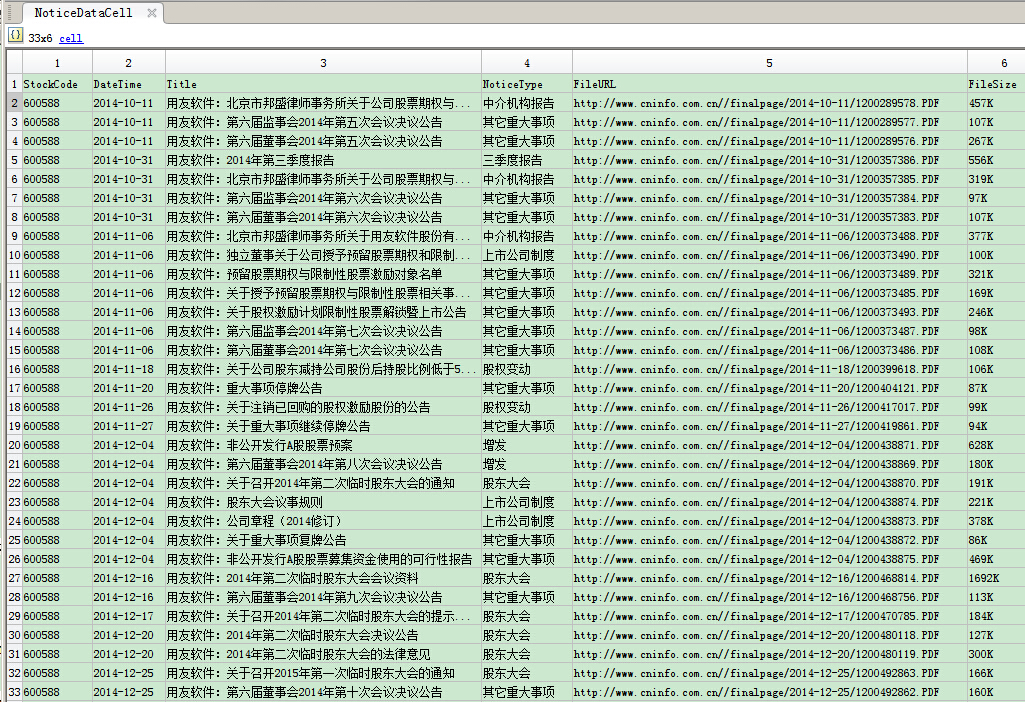 NoticeDataCell
{} 33x6 cell
1 2 3 4 5 6
1 StockCode DateTime Title NoticeType FileURL FileSize
2 600588 2014-10-11 用友软件：北京市邦盛律师事务所关于公司股票期权与... 中介机构报告 http://www.cninfo.com.cn//finalpage/2014-10-11/1200289578.PDF 457K
3 600588 2014-10-11 用友软件：第六届监事会2014年第五次会议决议公告 其它重大事项 http://www.cninfo.com.cn//finalpage/2014-10-11/1200289577.PDF 107K
4 600588 2014-10-11 用友软件：第六届董事会2014年第五次会议决议公告 其它重大事项 http://www.cninfo.com.cn//finalpage/2014-10-11/1200289576.PDF 267K
5 600588 2014-10-31 用友软件：2014年第三季度报告 三季度报告 http://www.cninfo.com.cn//finalpage/2014-10-31/1200357386.PDF 556K
6 600588 2014-10-31 用友软件：北京市邦盛律师事务所关于公司股票期权与... 中介机构报告 http://www.cninfo.com.cn//finalpage/2014-10-31/1200357385.PDF 319K
7 600588 2014-10-31 用友软件：第六届监事会2014年第六次会议决议公告 其它重大事项 http://www.cninfo.com.cn//finalpage/2014-10-31/1200357384.PDF 97K
8 600588 2014-10-31 用友软件：第六届董事会2014年第六次会议决议公告 其它重大事项 http://www.cninfo.com.cn//finalpage/2014-10-31/1200357383.PDF 107K
9 600588 2014-11-06 用友软件：北京市邦盛律师事务所关于用友软件股份有... 中介机构报告 http://www.cninfo.com.cn//finalpage/2014-11-06/1200373488.PDF 377K
10 600588 2014-11-06 用友软件：独立董事关于公司授予预留股票期权和限制... 上市公司制度 http://www.cninfo.com.cn//finalpage/2014-11-06/1200373490.PDF 100K
11 600588 2014-11-06 用友软件：预留股票期权与限制性股票激励对象名单 其它重大事项 http://www.cninfo.com.cn//finalpage/2014-11-06/1200373489.PDF 321K
12 600588 2014-11-06 用友软件：关于授予预留股票期权与限制性股票相关事... 其它重大事项 http://www.cninfo.com.cn//finalpage/2014-11-06/1200373485.PDF 169K
13 600588 2014-11-06 用友软件：关于股权激励计划限制性股票解锁暨上市公告 其它重大事项 http://www.cninfo.com.cn//finalpage/2014-11-06/1200373493.PDF 246K
14 600588 2014-11-06 用友软件：第六届监事会2014年第七次会议决议公告 其它重大事项 http://www.cninfo.com.cn//finalpage/2014-11-06/1200373487.PDF 98K
15 600588 2014-11-06 用友软件：第六届董事会2014年第七次会议决议公告 其它重大事项 http://www.cninfo.com.cn//finalpage/2014-11-06/1200373486.PDF 108K
16 600588 2014-11-18 用友软件：关于公司股东减持公司股份后持股比例低于5... 股权变动 http://www.cninfo.com.cn//finalpage/2014-11-18/1200399618.PDF 106K
17 600588 2014-11-20 用友软件：重大事项停牌公告 其它重大事项 http://www.cninfo.com.cn//finalpage/2014-11-20/1200404121.PDF 87K
18 600588 2014-11-26 用友软件：关于注销已回购的股权激励股份的公告 股权变动 http://www.cninfo.com.cn//finalpage/2014-11-26/1200417017.PDF 99K
19 600588 2014-11-27 用友软件：关于重大事项继续停牌公告 其它重大事项 http://www.cninfo.com.cn//finalpage/2014-11-27/1200419861.PDF 94K
20 600588 2014-12-04 用友软件：非公开发行A股股票预案 增发 http://www.cninfo.com.cn//finalpage/2014-12-04/1200438871.PDF 628K
21 600588 2014-12-04 用友软件：第六届董事会2014年第八次会议决议公告 增发 http://www.cninfo.com.cn//finalpage/2014-12-04/1200438869.PDF 180K
22 600588 2014-12-04 用友软件：关于召开2014年第二次临时股东大会的通知 股东大会 http://www.cninfo.com.cn//finalpage/2014-12-04/1200438870.PDF 191K
23 600588 2014-12-04 用友软件：股东大会议事规则 上市公司制度 http://www.cninfo.com.cn//finalpage/2014-12-04/1200438874.PDF 221K
24 600588 2014-12-04 用友软件：公司章程（2014修订） 上市公司制度 http://www.cninfo.com.cn//finalpage/2014-12-04/1200438873.PDF 378K
25 600588 2014-12-04 用友软件：关于重大事项复牌公告 其它重大事项 http://www.cninfo.com.cn//finalpage/2014-12-04/1200438872.PDF 86K
26 600588 2014-12-04 用友软件：非公开发行A股股票募集资金使用的可行性报告 其它重大事项 http://www.cninfo.com.cn//finalpage/2014-12-04/1200438875.PDF 469K
27 600588 2014-12-16 用友软件：2014年第二次临时股东大会会议资料 股东大会 http://www.cninfo.com.cn//finalpage/2014-12-16/1200468814.PDF 1692K
28 600588 2014-12-16 用友软件：第六届董事会2014年第九次会议决议公告 其它重大事项 http://www.cninfo.com.cn//finalpage/2014-12-16/1200468756.PDF 113K
29 600588 2014-12-17 用友软件：关于召开2014年第二次临时股东大会的提示... 股东大会 http://www.cninfo.com.cn//finalpage/2014-12-17/1200470785.PDF 184K
30 600588 2014-12-20 用友软件：2014年第二次临时股东大会决议公告 股东大会 http://www.cninfo.com.cn//finalpage/2014-12-20/1200480118.PDF 127K
31 600588 2014-12-20 用友软件：2014年第二次临时股东大会的法律意见 股东大会 http://www.cninfo.com.cn//finalpage/2014-12-20/1200480119.PDF 300K
32 600588 2014-12-25 用友软件：关于召开2015年第一次临时股东大会的通知 股东大会 http://www.cninfo.com.cn//finalpage/2014-12-25/1200492863.PDF 166K
33 600588 2014-12-25 用友软件：第六届董事会2014年第十次会议决议公告 其它重大事项 http://www.cninfo.com.cn//finalpage/2014-12-25/1200492862.PDF 160K